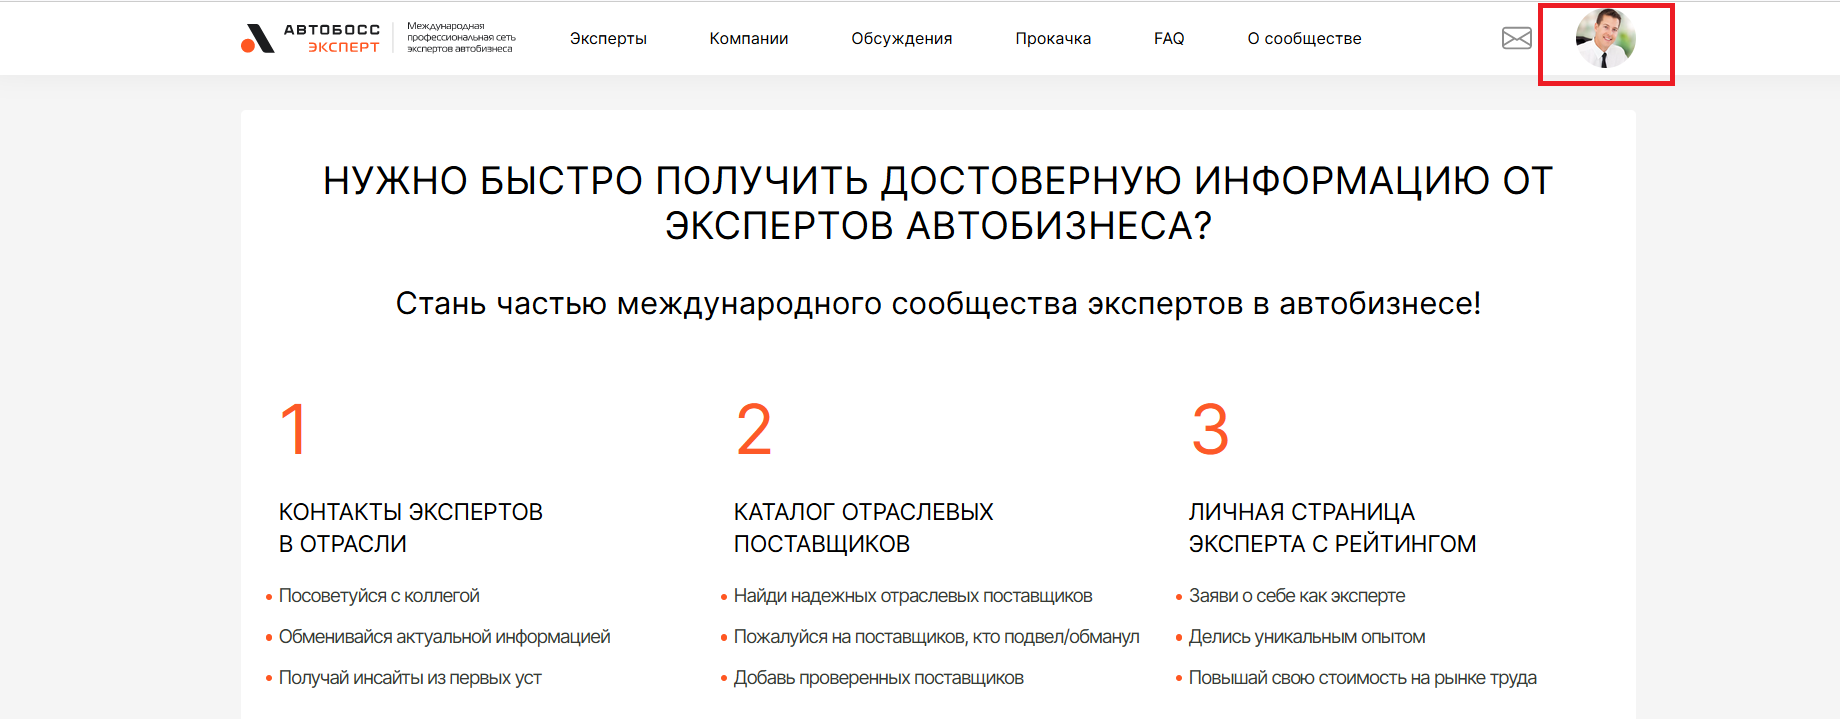 АВТОБОСС
ЭКСПЕРТ
Международная
профессиональная сеть
экспертов автобизнеса
Эксперты
Компании
Обсуждения
Прокачка
FAQ
О сообществе
НУЖНО БЫСТРО ПОЛУЧИТЬ ДОСТОВЕРНУЮ ИНФОРМАЦИЮ ОТ
ЭКСПЕРТОВ АВТОБИЗНЕСА?
Стань частью международного сообщества экспертов в автобизнесе!
1
КОНТАКТЫ ЭКСПЕРТОВ
В ОТРАСЛИ
Посоветуйся с коллегой
Обменивайся актуальной информацией
Получай инсайты из первых уст
2
КАТАЛОГ ОТРАСЛЕВЫХ
ПОСТАВЩИКОВ
Найди надежных отраслевых поставщиков
Пожалуйся на поставщиков, кто подвел/обманул
Добавь проверенных поставщиков
3
ЛИЧНАЯ СТРАНИЦА
ЭКСПЕРТА С РЕЙТИНГОМ
Заяви о себе как эксперте
Делись уникальным опытом
Повышай свою стоимость на рынке труда